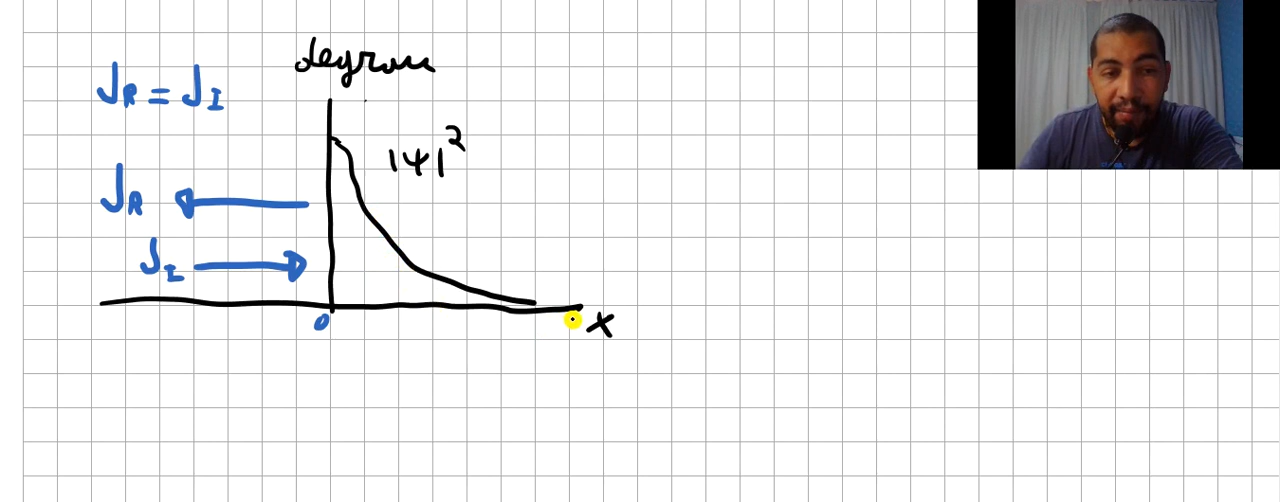 degrau
J_R = J_I
|ψ|²
J_R
J_I
0
x